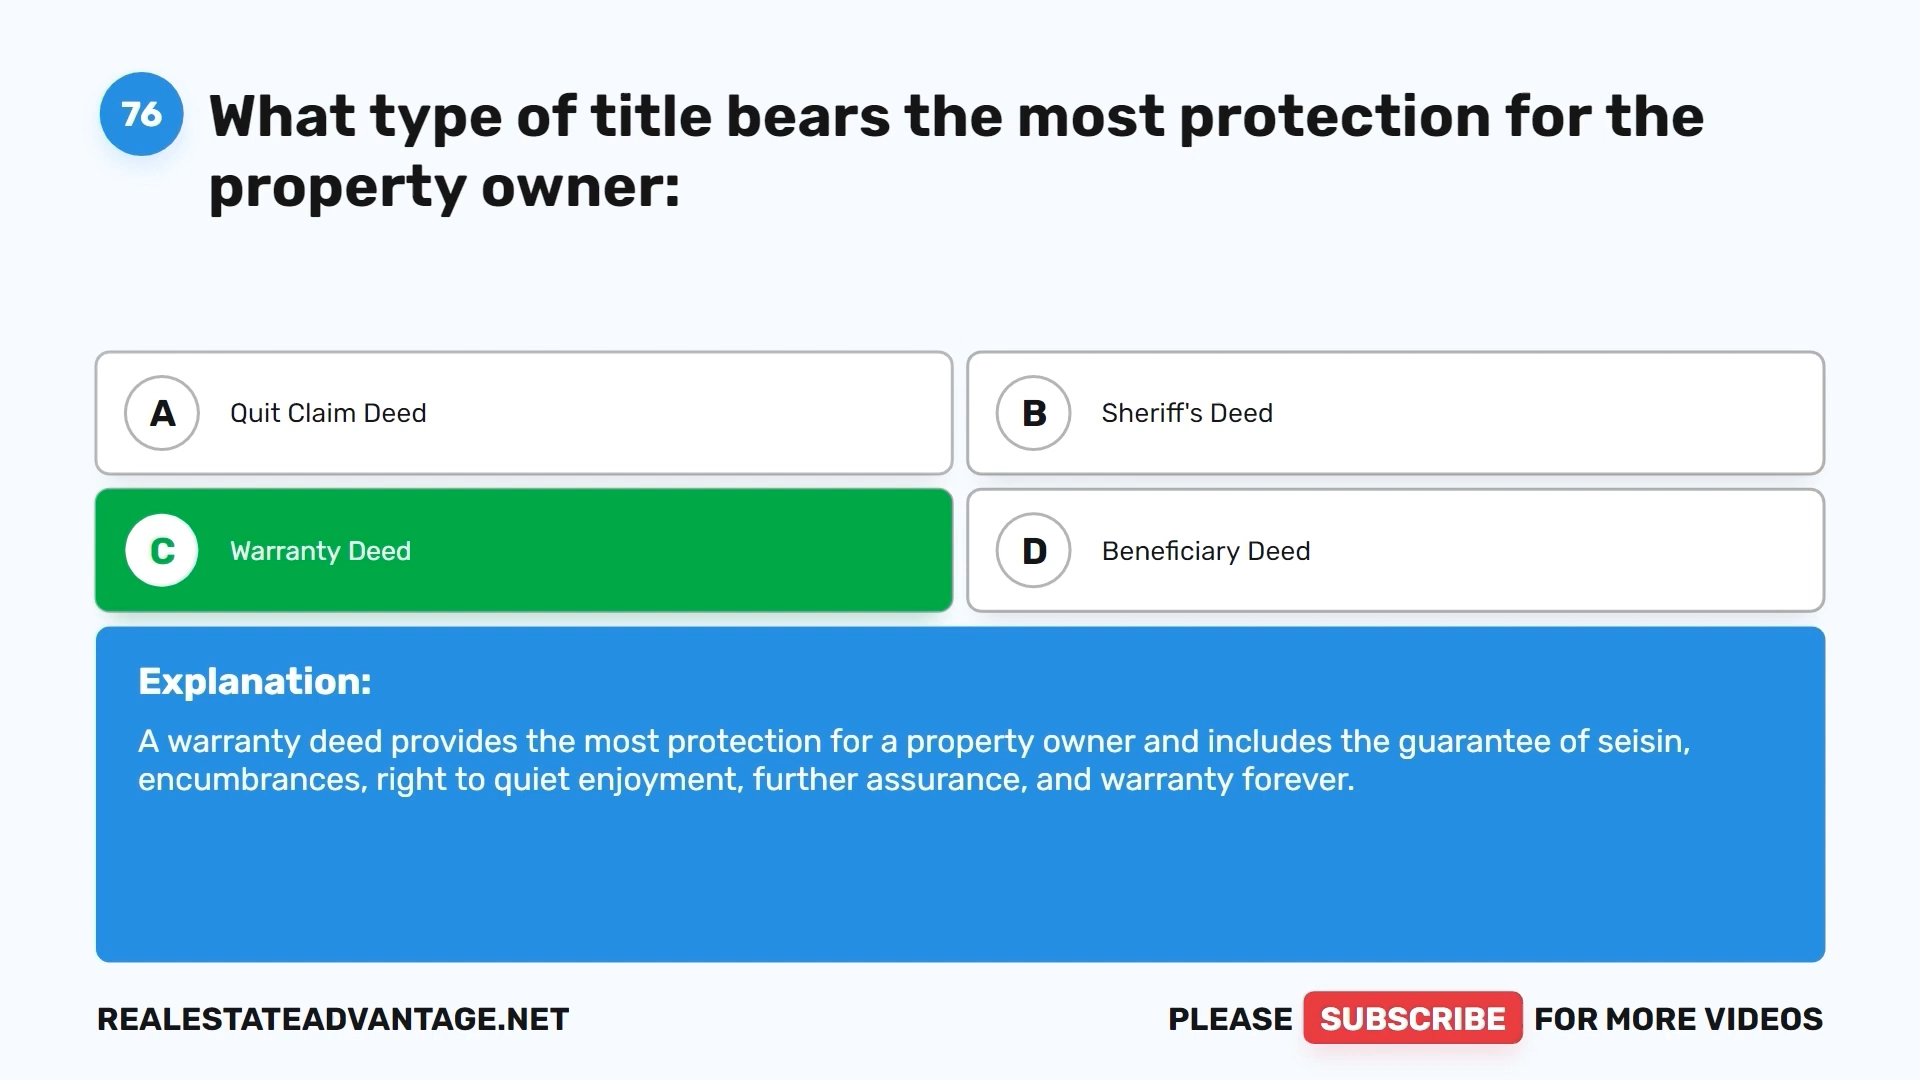 76
What type of title bears the most protection for the
property owner:
A Quit Claim Deed
B Sheriff's Deed
C Warranty Deed
D Beneficiary Deed
Explanation:
A warranty deed provides the most protection for a property owner and includes the guarantee of seisin,
encumbrances, right to quiet enjoyment, further assurance, and warranty forever.
REALESTATEADVANTAGE.NET
PLEASE SUBSCRIBE FOR MORE VIDEOS